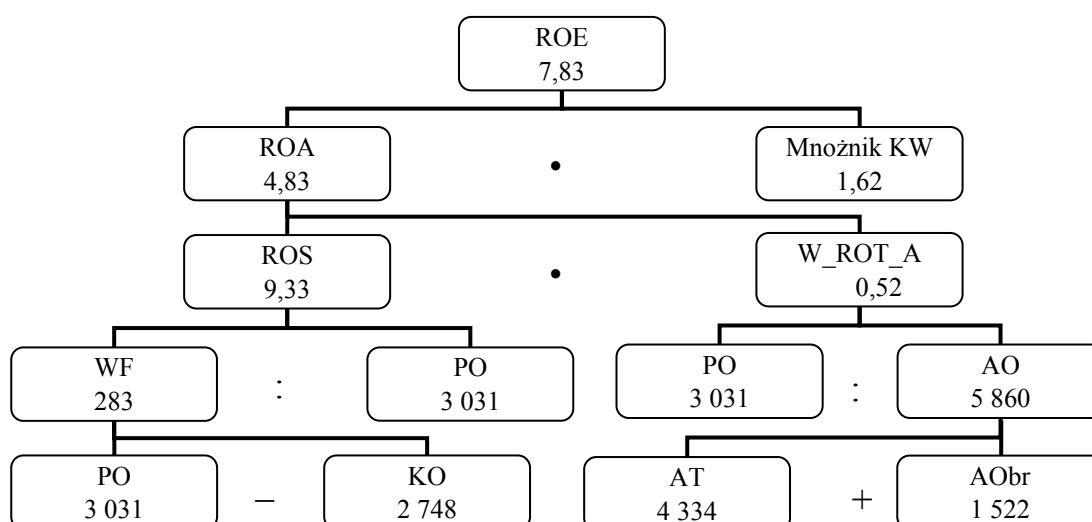 ROE
7,83
ROA
4,83
•
Mnożnik KW
1,62
ROS
9,33
•
W_ROT_A
0,52
WF
283
:
PO
3 031
PO
3 031
:
AO
5 860
PO
3 031
–
KO
2 748
AT
4 334
+
AObr
1 522